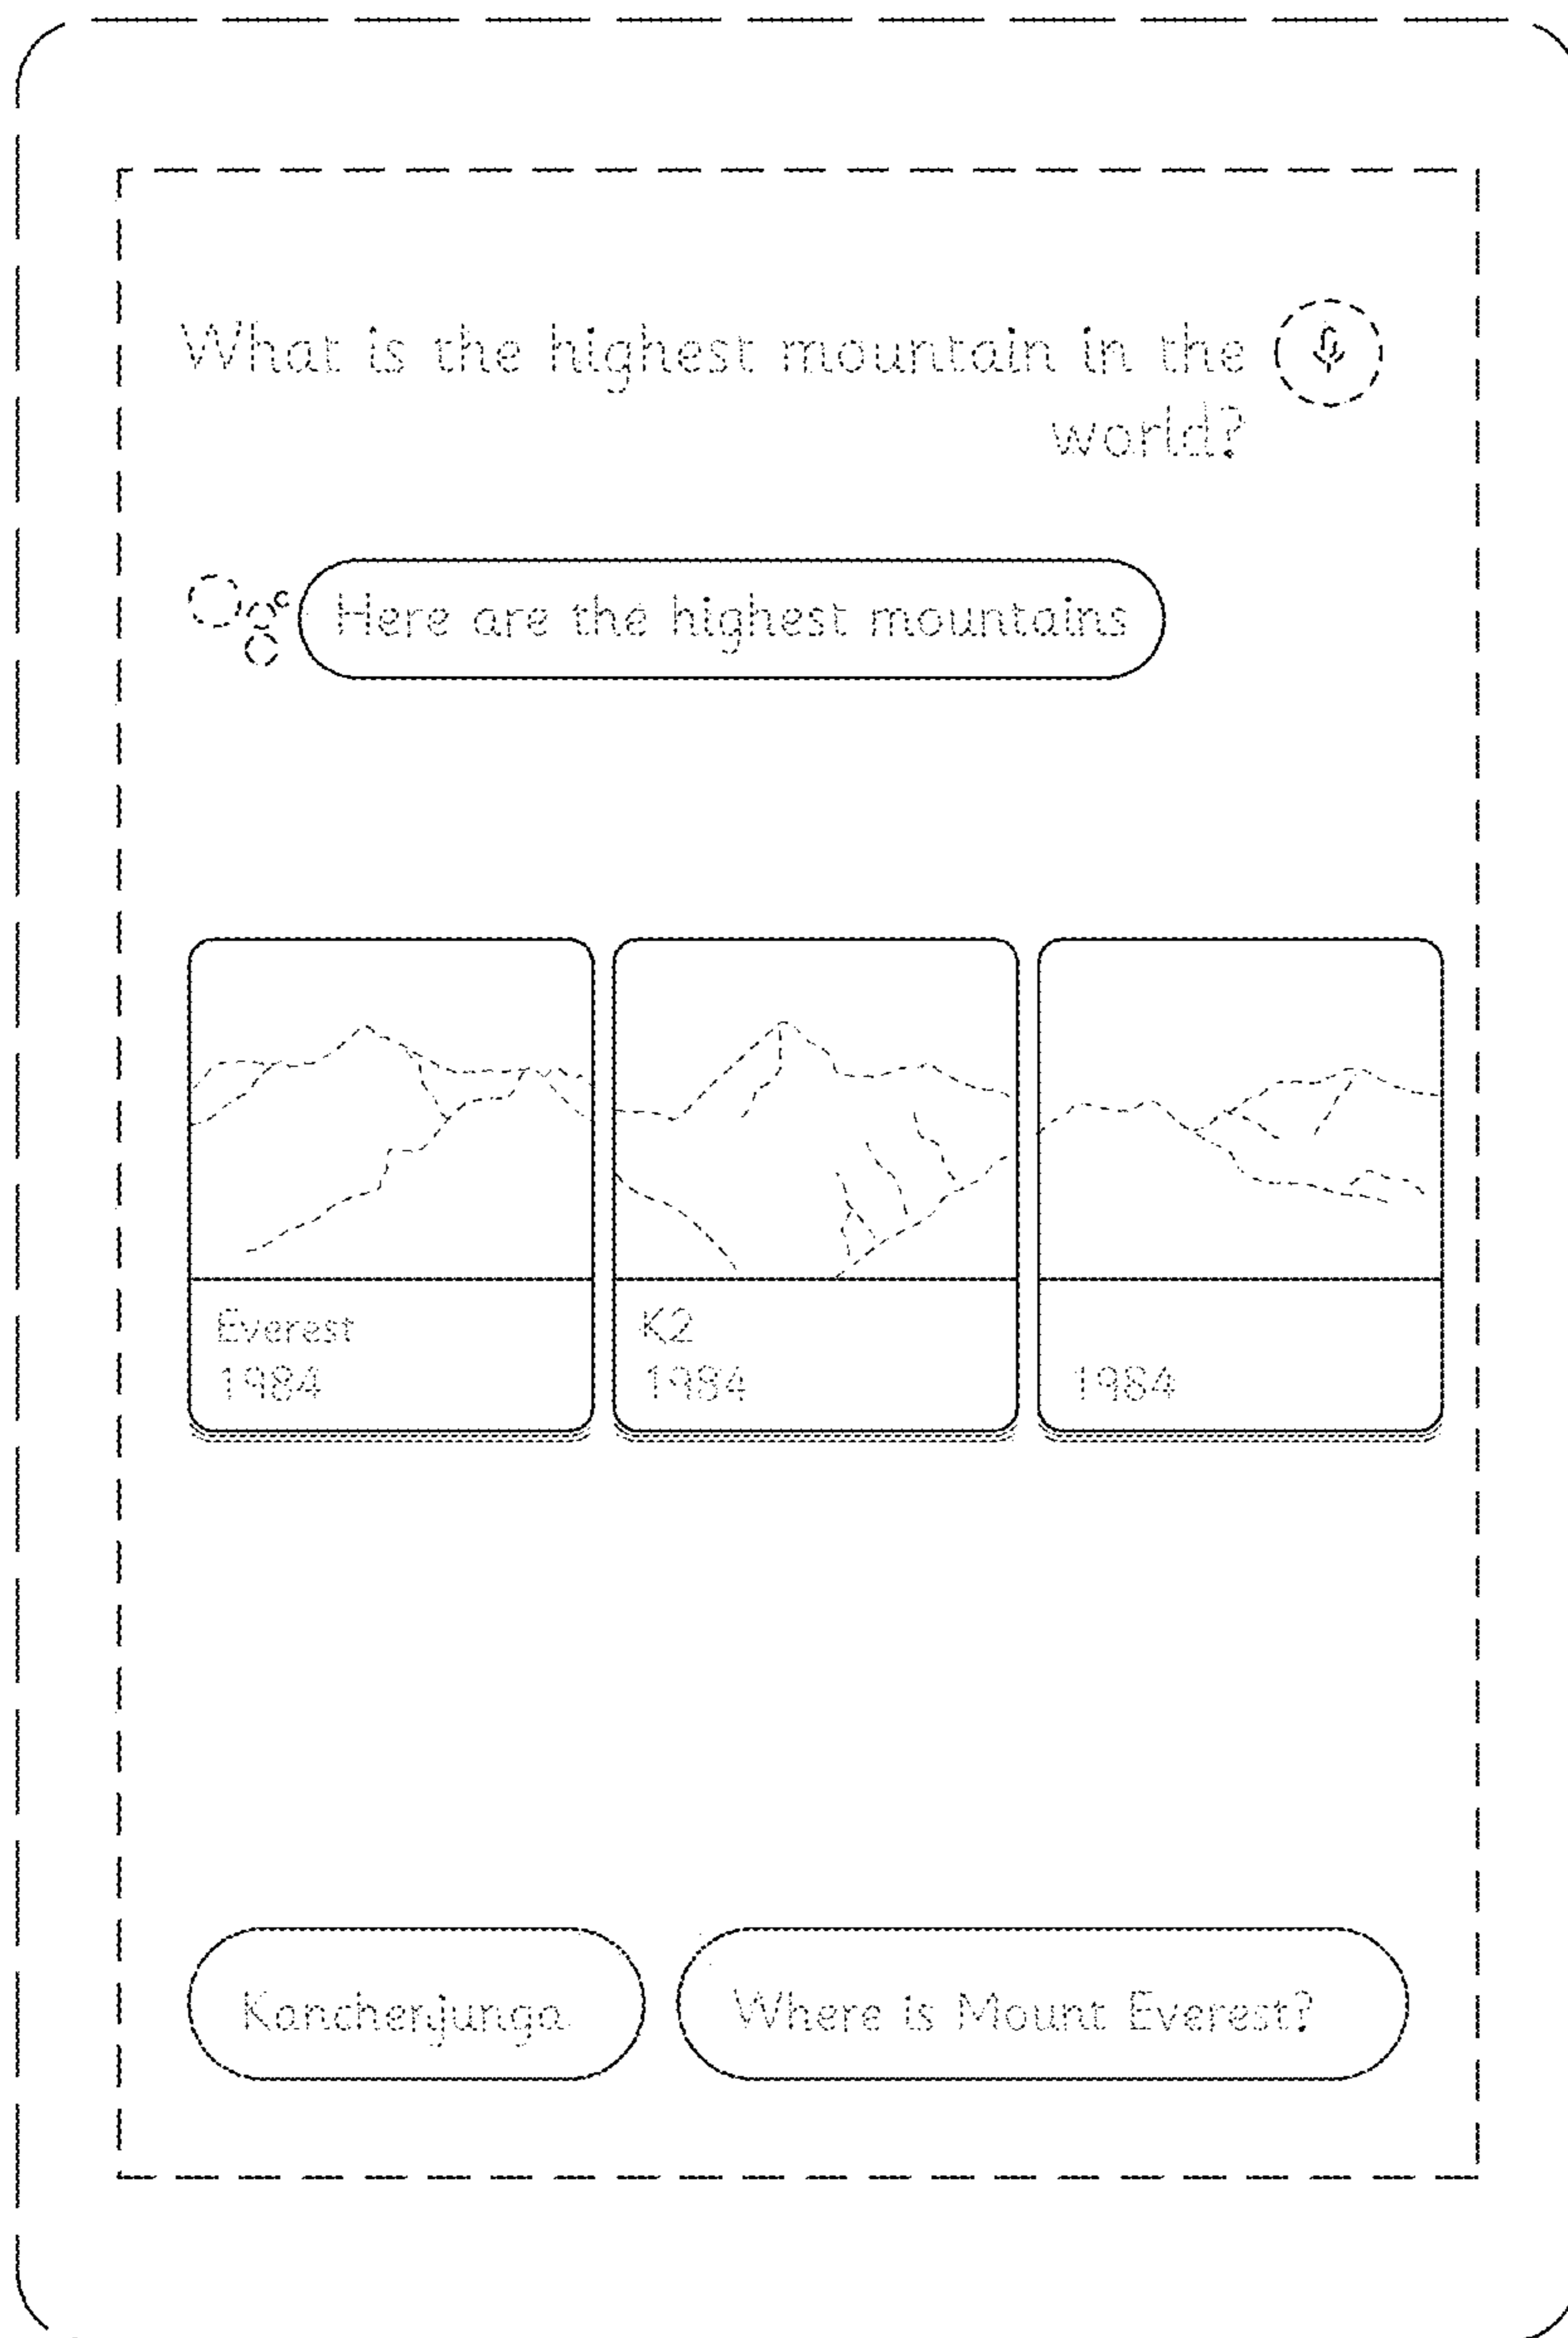 What is the highest mountain in the
world?
Here are the highest mountains
Everest
1984
K2
1984
1984
Kanchenjunga
Where is Mount Everest?